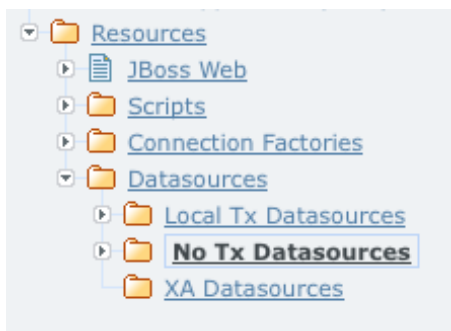 Resources
JBoss Web
Scripts
Connection Factories
Datasources
Local Tx Datasources
No Tx Datasources
XA Datasources